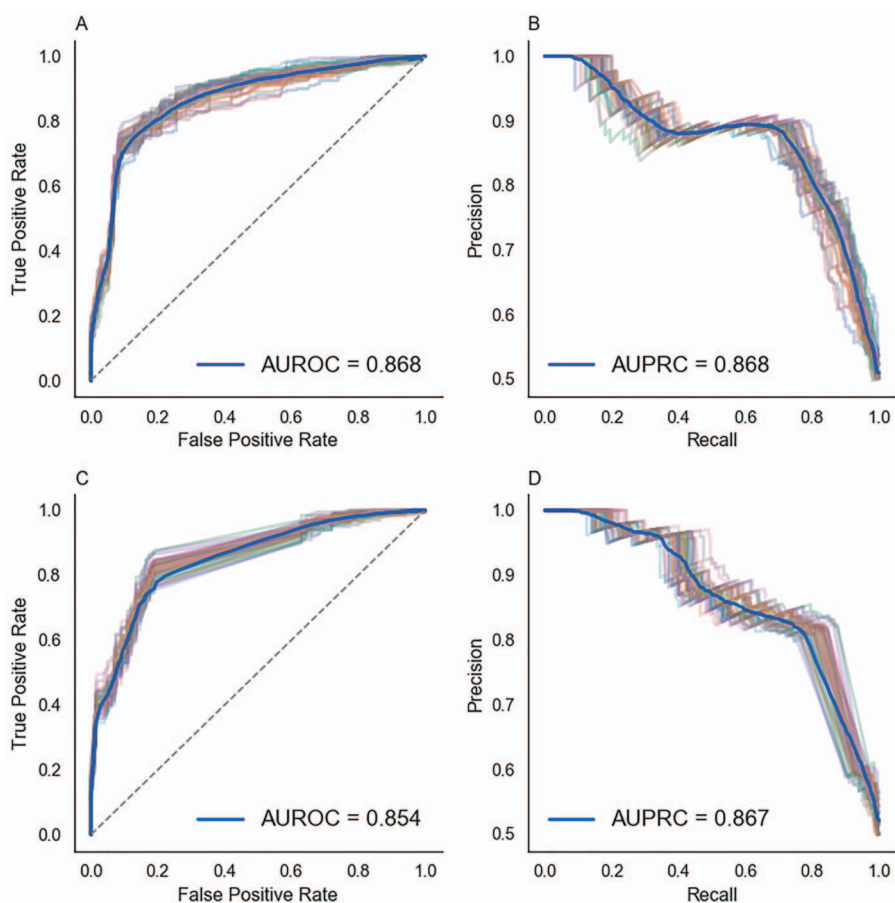 A
B
1.0
0.8
0.6
0.4
0.2
0.0
True Positive Rate
AUROC = 0.868
0.0 0.2 0.4 0.6 0.8 1.0
False Positive Rate
1.0
0.9
0.8
0.7
0.6
0.5
Precision
AUPRC = 0.868
0.0 0.2 0.4 0.6 0.8 1.0
Recall
C
D
1.0
0.8
0.6
0.4
0.2
0.0
True Positive Rate
AUROC = 0.854
0.0 0.2 0.4 0.6 0.8 1.0
False Positive Rate
1.0
0.9
0.8
0.7
0.6
0.5
Precision
AUPRC = 0.867
0.0 0.2 0.4 0.6 0.8 1.0
Recall